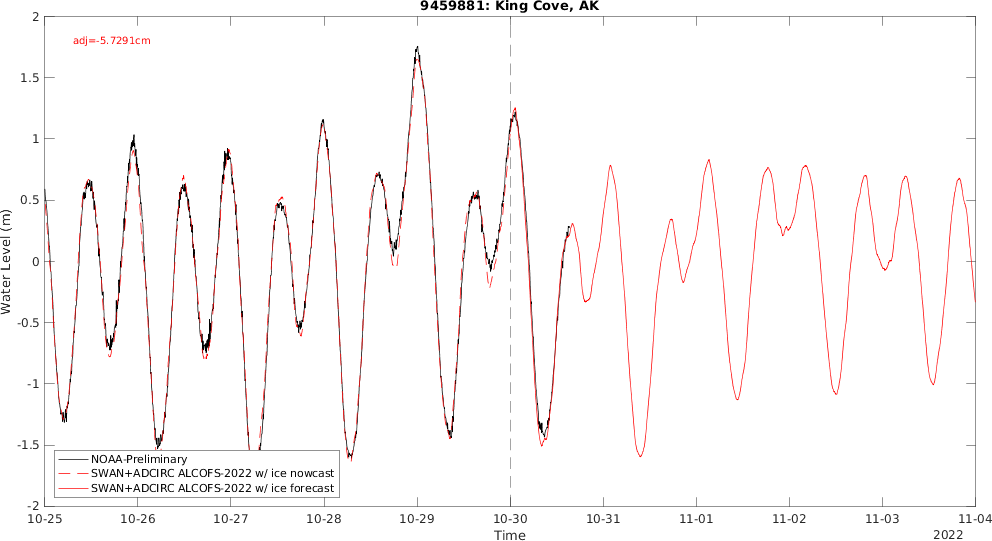 9459881: King Cove, AK
adj=-5.7291cm
Water Level (m)
2
1.5
1
0.5
0
-0.5
-1
-1.5
-2
NOAA-Preliminary
SWAN+ADCIRC ALCOFS-2022 w/ ice nowcast
SWAN+ADCIRC ALCOFS-2022 w/ ice forecast
10-25 10-26 10-27 10-28 10-29 10-30 10-31 11-01 11-02 11-03 11-04
Time
2022